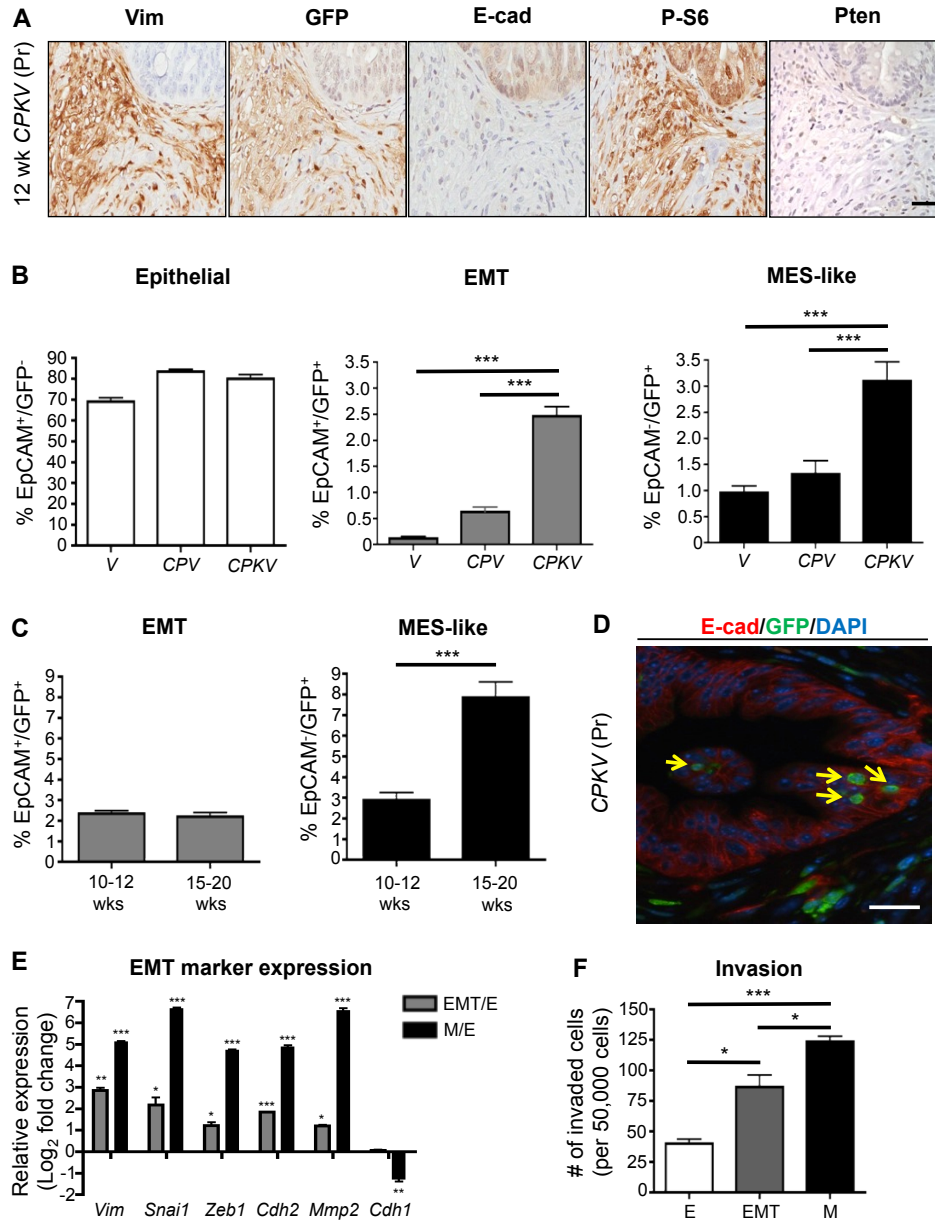 A
Vim GFP E-cad P-S6 Pten
12 wk CPKV (Pr)
B
Epithelial
% EpCAM⁺/GFP⁻
90
80
70
60
50
40
30
20
10
0
V CPV CPKV
EMT
% EpCAM⁺/GFP⁺
3.5
3.0
2.5
2.0
1.5
1.0
0.5
0
***
***
V CPV CPKV
MES-like
% EpCAM⁻/GFP⁺
3.5
3.0
2.5
2.0
1.5
1.0
0.5
0
***
***
V CPV CPKV
C
EMT
% EpCAM⁺/GFP⁺
9
8
7
6
5
4
3
2
1
0
10-12 15-20
wks wks
MES-like
% EpCAM⁻/GFP⁺
9
8
7
6
5
4
3
2
1
0
***
10-12 15-20
wks wks
D
E-cad/GFP/DAPI
CPKV (Pr)
E
EMT marker expression
Relative expression
(Log₂ fold change)
7
6
5
4
3
2
1
0
-1
-2
** *** * *** * *** *** *** * *** **
EMT/E
M/E
Vim Snai1 Zeb1 Cdh2 Mmp2 Cdh1
F
Invasion
# of invaded cells
(per 50,000 cells)
150
125
100
75
50
25
0
***
*
*
E EMT M